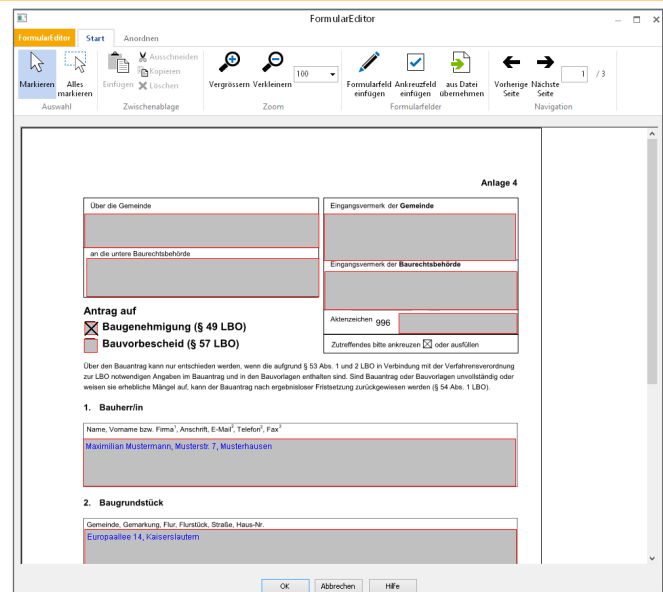 FormularEditor
FormularEditor Start Anordnen
Markieren Alles markieren Einfügen Ausschneiden Kopieren Löschen Vergrössern Verkleinern 100 Formularfeld einfügen Ankreuzfeld einfügen aus Datei übernehmen Vorherige Seite Nächste Seite 1 / 3
Auswahl Zwischenablage Zoom Formularfelder Navigation
Anlage 4
Über die Gemeinde
Eingangsvermerk der Gemeinde
an die untere Baurechtsbehörde
Eingangsvermerk der Baurechtsbehörde
Antrag auf
Baugenehmigung (§ 49 LBO)
Bauvorbescheid (§ 57 LBO)
Aktenzeichen 996
Zutreffendes bitte ankreuzen ☒ oder ausfüllen
Über den Bauantrag kann nur entschieden werden, wenn die aufgrund § 53 Abs. 1 und 2 LBO in Verbindung mit der Verfahrensverordnung
zur LBO notwendigen Angaben im Bauantrag und in den Bauvorlagen enthalten sind. Sind Bauantrag oder Bauvorlagen unvollständig oder
weisen sie erhebliche Mängel auf, kann der Bauantrag nach ergebnisloser Fristsetzung zurückgewiesen werden (§ 54 Abs. 1 LBO).
1. Bauherr/in
Name, Vorname bzw. Firma¹, Anschrift, E-Mail², Telefon², Fax²
Maximilian Mustermann, Musterstr. 7, Musterhausen
2. Baugrundstück
Gemeinde, Gemarkung, Flur, Flurstück, Straße, Haus-Nr.
Europaallee 14, Kaiserslautern
OK Abbrechen Hilfe